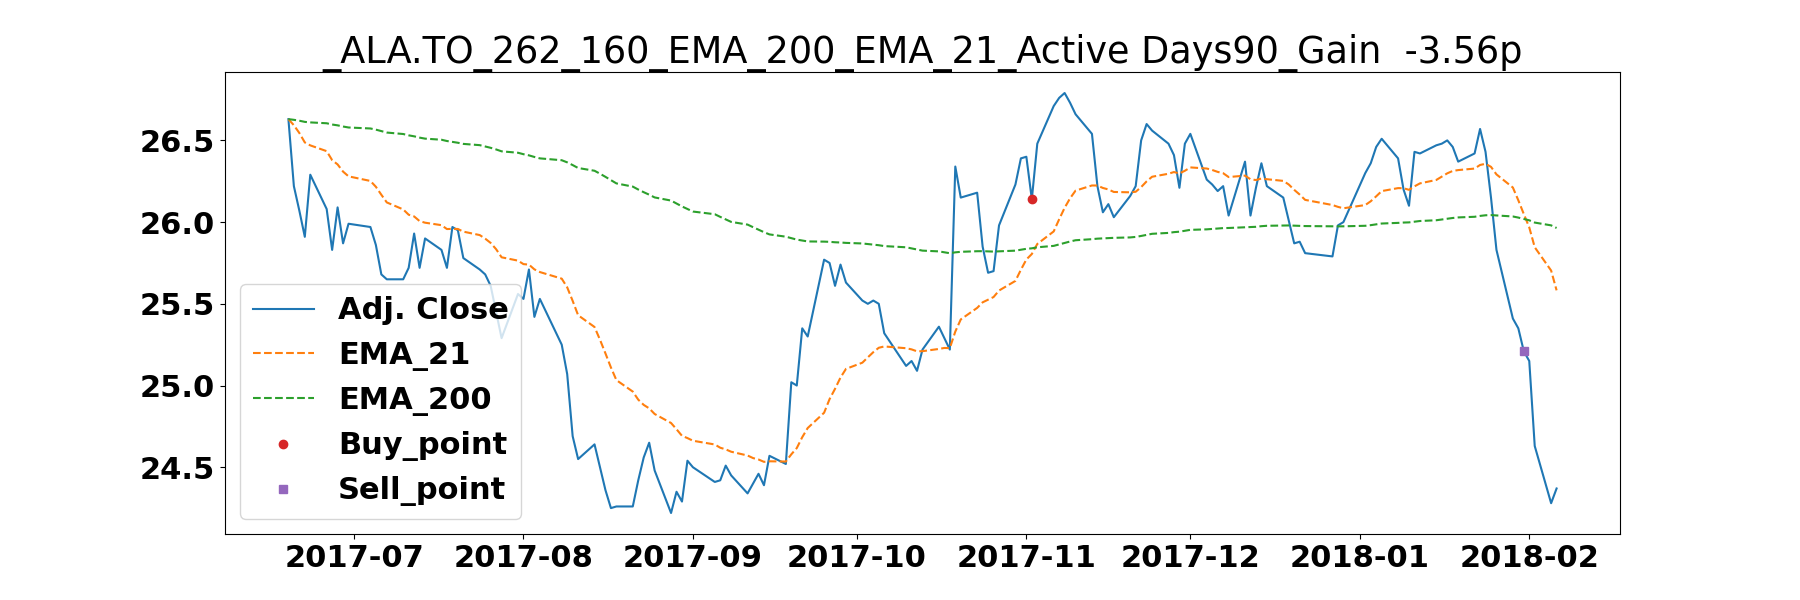 _ALA.TO_262_160_EMA_200_EMA_21_Active Days90_Gain  -3.56p
26.5
26.0
25.5
25.0
24.5
Adj. Close
EMA_21
EMA_200
Buy_point
Sell_point
2017-07 2017-08 2017-09 2017-10 2017-11 2017-12 2018-01 2018-02